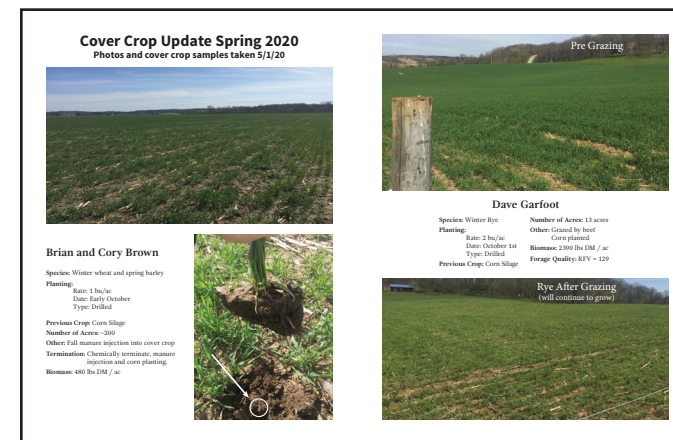 Cover Crop Update Spring 2020
Photos and cover crop samples taken 5/1/20
Brian and Cory Brown
Species: Winter wheat and spring barley
Planting:
Rate: 1 bu/ac
Date: Early October
Type: Drilled
Previous Crop: Corn Silage
Number of Acres: ~200
Other: Fall manure injection into cover crop
Termination: Chemically terminate, manure
injection and corn planting.
Biomass: 480 lbs DM / ac
Pre Grazing
Dave Garfoot
Species: Winter Rye
Planting:
Rate: 2 bu/ac
Date: October 1st
Type: Drilled
Previous Crop: Corn Silage
Number of Acres: 13 acres
Other: Grazed by beef
Corn planted
Biomass: 2390 lbs DM / ac
Forage Quality: RFV = 129
Rye After Grazing
(will continue to grow)